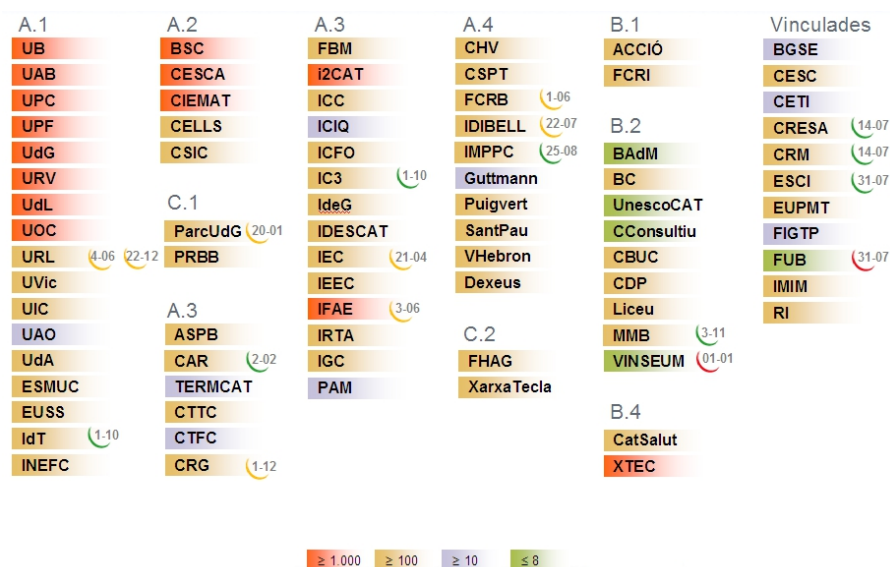 A.1
UB
UAB
UPC
UPF
UdG
URV
UdL
UOC
URL 4-06 22-12
UVic
UIC
UAO
UdA
ESMUC
EUSS
IdT 1-10
INEFC
A.2
BSC
CESCA
CIEMAT
CELLS
CSIC
C.1
ParcUdG 20-01
PRBB
A.3
ASPB
CAR 2-02
TERMCAT
CTTC
CTFC
CRG 1-12
A.3
FBM
i2CAT
ICC
ICIQ
ICFO
IC3 1-10
IdeG
IDESCAT
IEC 21-04
IEEC
IFAE 3-06
IRTA
IGC
PAM
A.4
CHV
CSPT
FCRB 1-06
IDIBELL 22-07
IMPPC 25-08
Guttmann
Puigvert
SantPau
VHebron
Dexeus
C.2
FHAG
XarxaTecla
B.1
ACCIÓ
FCRI
B.2
BAdM
BC
UnescoCAT
CConsultiu
CBUC
CDP
Liceu
MMB 3-11
VINSEUM 01-01
B.4
CatSalut
XTEC
Vinculades
BGSE
CESC
CETI
CRESA 14-07
CRM 14-07
ESCI 31-07
EUPMT
FIGTP
FUB 31-07
IMIM
RI
≥ 1.000 ≥ 100 ≥ 10 ≤ 8